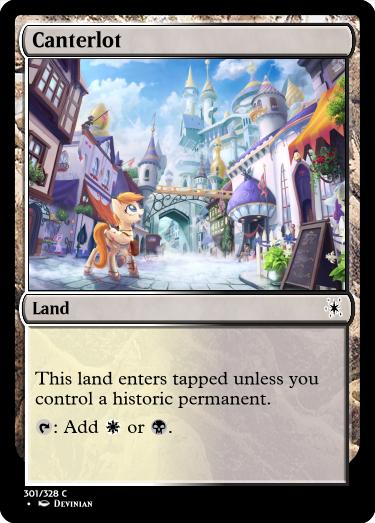 Canterlot
Land
This land enters tapped unless you
control a historic permanent.
: Add or .
301/328 C
• Devinian